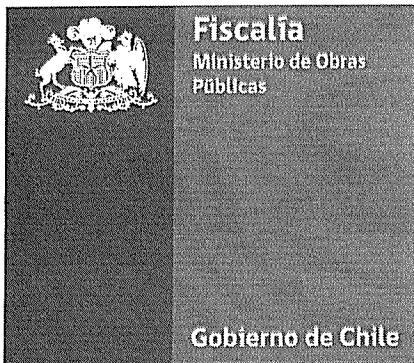 Fiscalía
Ministerio de Obras
Públicas
Gobierno de Chile